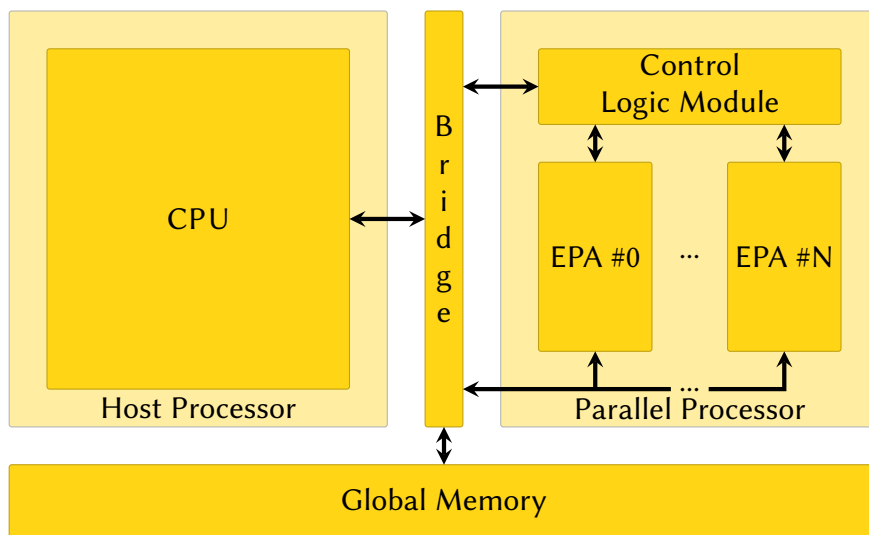 CPU
Host Processor
B
r
i
d
g
e
Control
Logic Module
EPA #0
...
EPA #N
...
Parallel Processor
Global Memory